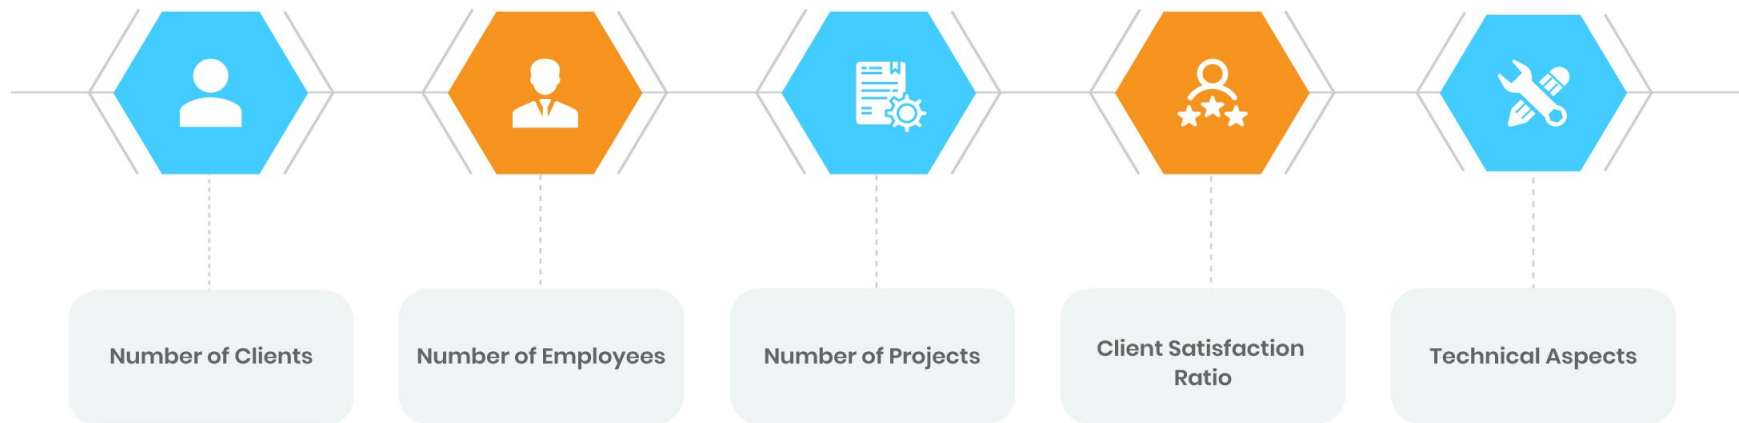 Number of Clients
Number of Employees
Number of Projects
Client Satisfaction
Ratio
Technical Aspects